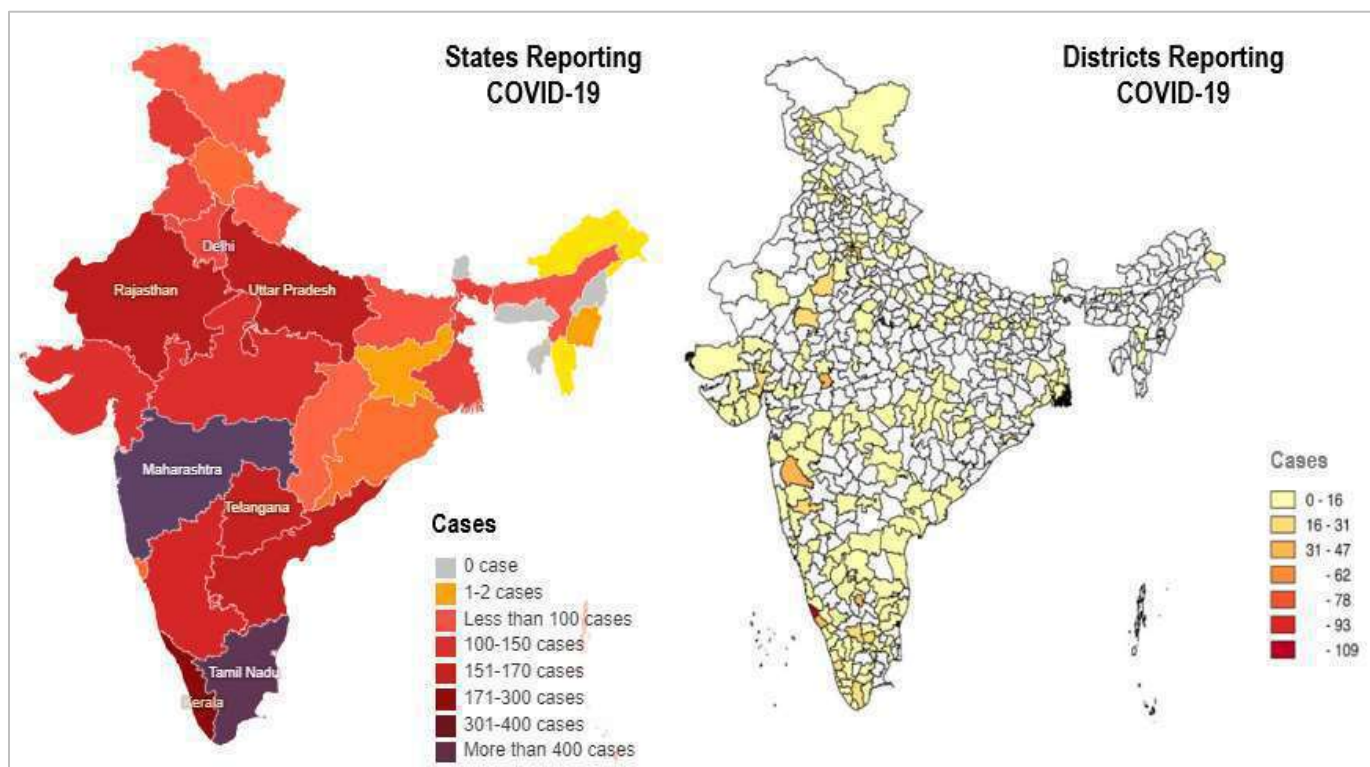 States Reporting
COVID-19
Districts Reporting
COVID-19
Delhi
Rajasthan
Uttar Pradesh
Maharashtra
Telangana
Tamil Nadu
Kerala
Cases
0 case
1-2 cases
Less than 100 cases
100-150 cases
151-170 cases
171-300 cases
301-400 cases
More than 400 cases
Cases
0 - 16
16 - 31
31 - 47
- 62
- 78
- 93
- 109